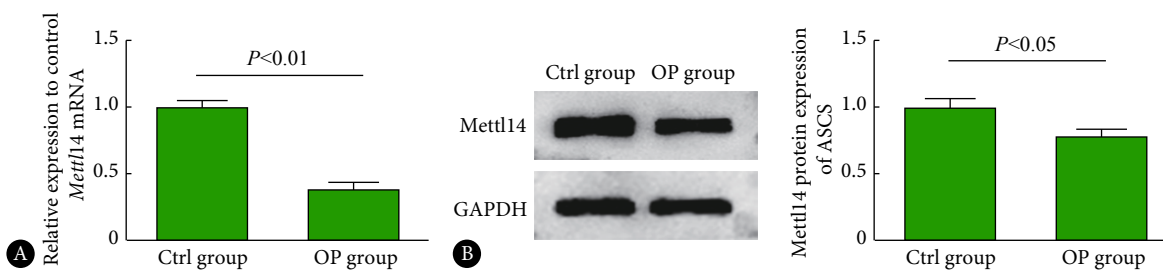 Relative expression to control
Mettl14 mRNA
1.5
1.0
0.5
0
P<0.01
Ctrl group
OP group
A
Ctrl group
OP group
Mettl14
GAPDH
B
Mettl14 protein expression
of ASCS
1.5
1.0
0.5
0
P<0.05
Ctrl group
OP group